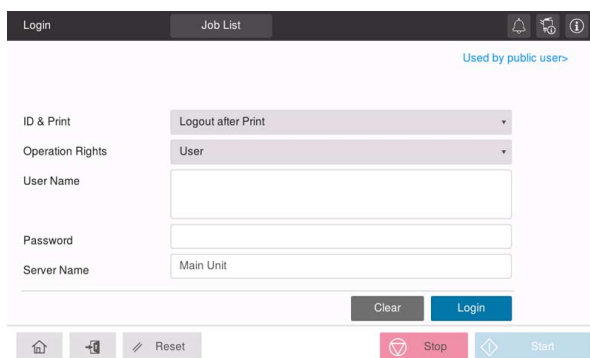 Login Job List
Used by public user>
ID & Print Logout after Print
Operation Rights User
User Name
Password
Server Name Main Unit
Clear Login
Reset Stop Start